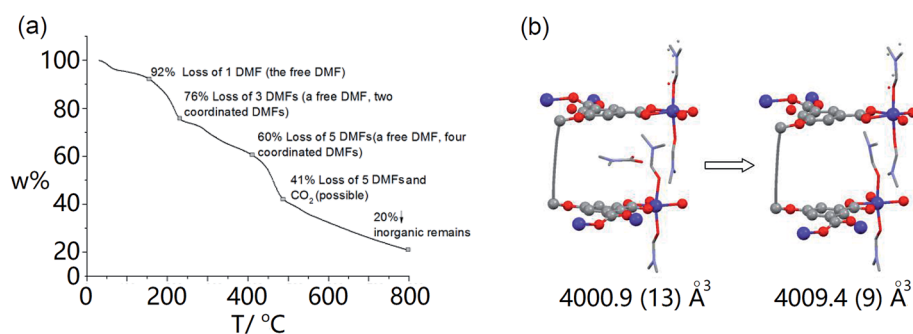 (a)
100
80
60
40
20
w%
0
200
400
600
800
T/ °C
92% Loss of 1 DMF (the free DMF)
76% Loss of 3 DMFs (a free DMF, two
coordinated DMFs)
60% Loss of 5 DMFs(a free DMF, four
coordinated DMFs)
41% Loss of 5 DMFs and
CO₂ (possible)
20%
inorganic remains
(b)
4000.9 (13) Å³
4009.4 (9) Å³